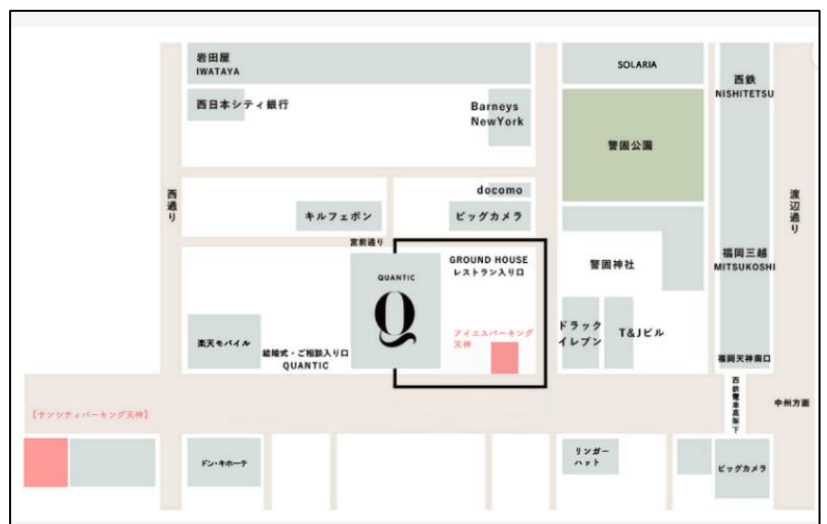 岩田屋
IWATAYA
SOLARIA
西鉄
NISHITETSU
西日本シティ銀行
Barneys
NewYork
警固公園
docomo
西通り
渡辺通り
キルフェボン
ビックカメラ
宮前通り
GROUND HOUSE
レストラン入り口
警固神社
福岡三越
MITSUKOSHI
QUANTIC
Q
アイエスパーキング
天神
ドラック
イレブン
T&Jビル
楽天モバイル
結婚式・ご相談入り口
QUANTIC
福岡天神南口
西鉄電車高架下
中州方面
[サンシティパーキング天神]
ドン・キホーテ
リンガー
ハット
ビックカメラ